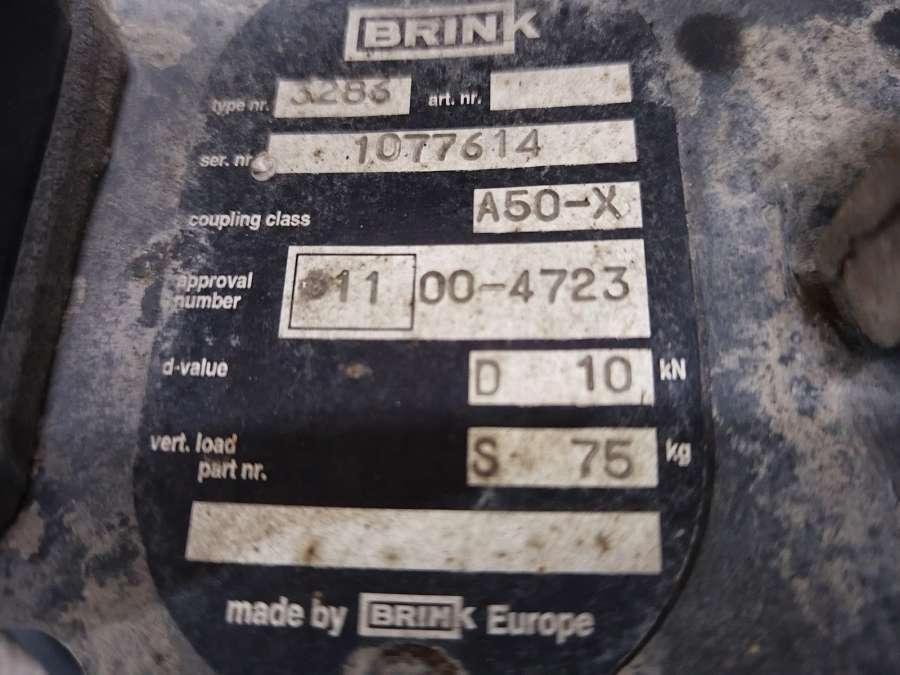 BRINK
type nr. 3283 art. nr.
ser. nr 1077614
coupling class A50-X
approval number e11 00-4723
d-value D 10 kN
vert. load S 75 kg
part nr.
made by BRINK Europe